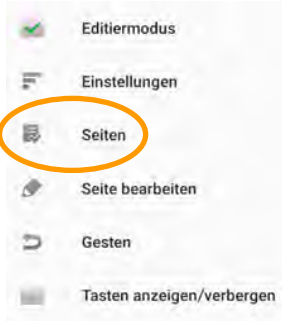 Editiermodus
Einstellungen
Seiten
Seite bearbeiten
Gesten
Tasten anzeigen/verbergen